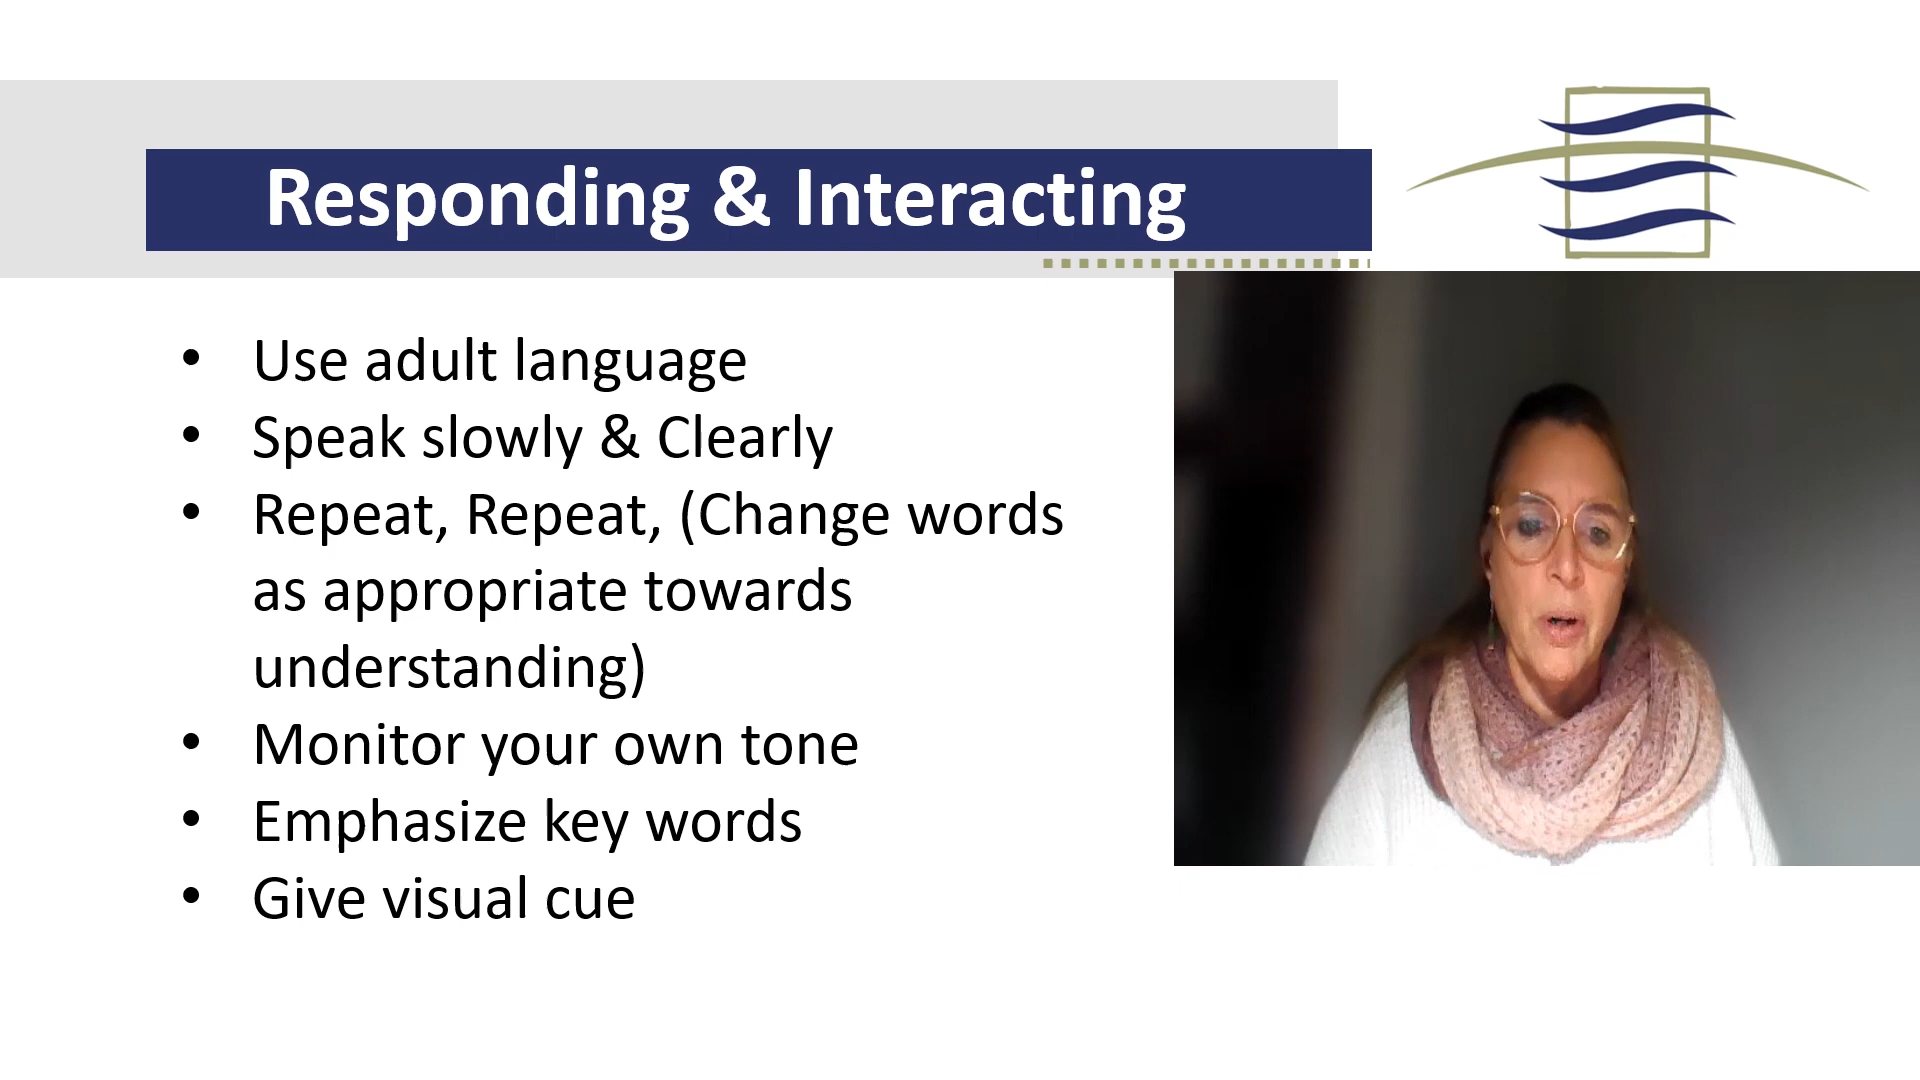 Responding & Interacting
• Use adult language
• Speak slowly & Clearly
• Repeat, Repeat, (Change words
as appropriate towards
understanding)
• Monitor your own tone
• Emphasize key words
• Give visual cue